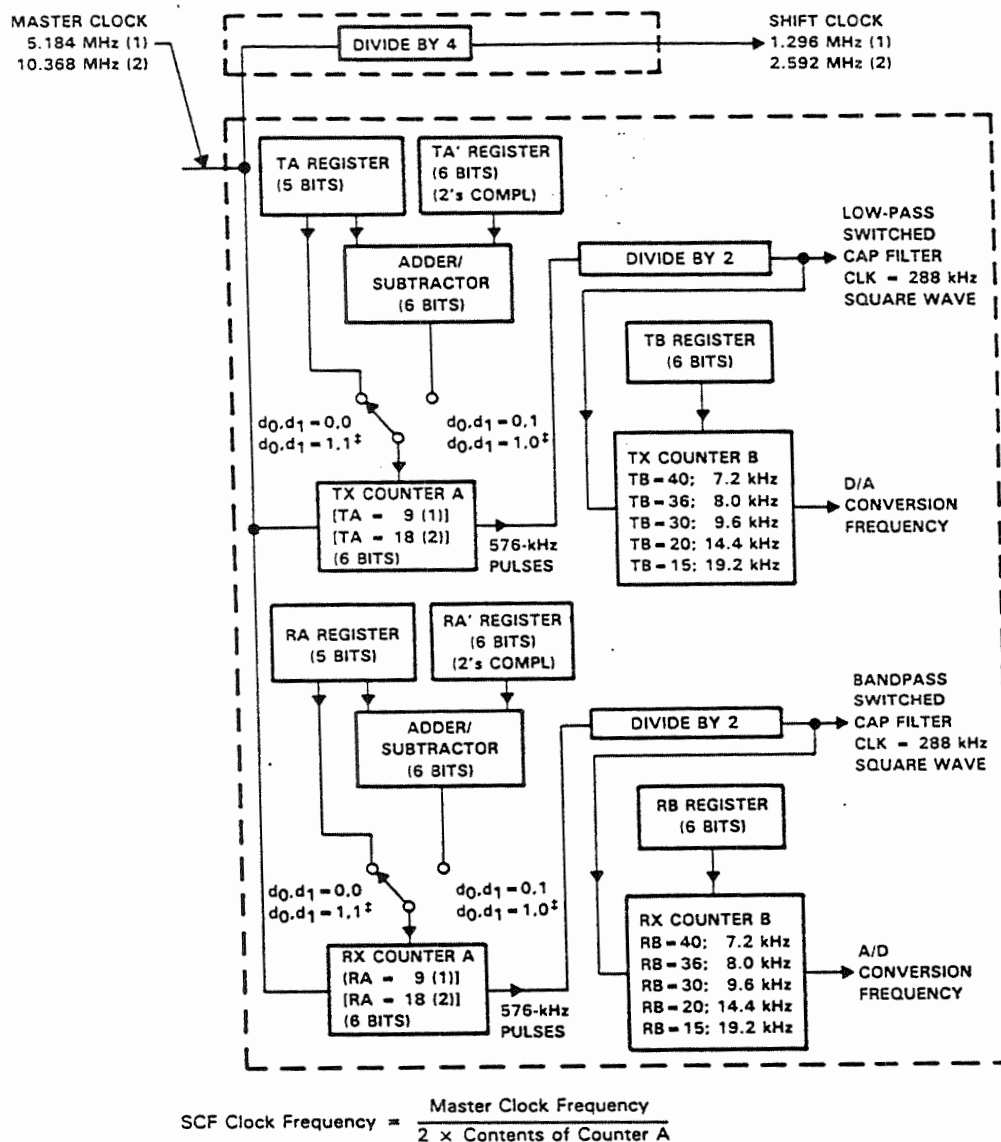 MASTER CLOCK
5.184 MHz (1)
10.368 MHz (2)
DIVIDE BY 4
SHIFT CLOCK
1.296 MHz (1)
2.592 MHz (2)
TA REGISTER
(5 BITS)
TA' REGISTER
(6 BITS)
(2's COMPL)
ADDER/
SUBTRACTOR
(6 BITS)
DIVIDE BY 2
LOW-PASS
SWITCHED
CAP FILTER
CLK = 288 kHz
SQUARE WAVE
TB REGISTER
(6 BITS)
d0,d1=0,0
d0,d1=1,1‡
d0,d1=0,1
d0,d1=1,0‡
TX COUNTER A
[TA = 9 (1)]
[TA = 18 (2)]
(6 BITS)
576-kHz
PULSES
TX COUNTER B
TB=40; 7.2 kHz
TB=36; 8.0 kHz
TB=30; 9.6 kHz
TB=20; 14.4 kHz
TB=15; 19.2 kHz
D/A
CONVERSION
FREQUENCY
RA REGISTER
(5 BITS)
RA' REGISTER
(6 BITS)
(2's COMPL)
ADDER/
SUBTRACTOR
(6 BITS)
DIVIDE BY 2
BANDPASS
SWITCHED
CAP FILTER
CLK = 288 kHz
SQUARE WAVE
RB REGISTER
(6 BITS)
d0,d1=0,0
d0,d1=1,1‡
d0,d1=0,1
d0,d1=1,0‡
RX COUNTER A
[RA = 9 (1)]
[RA = 18 (2)]
(6 BITS)
576-kHz
PULSES
RX COUNTER B
RB=40; 7.2 kHz
RB=36; 8.0 kHz
RB=30; 9.6 kHz
RB=20; 14.4 kHz
RB=15; 19.2 kHz
A/D
CONVERSION
FREQUENCY
SCF Clock Frequency = Master Clock Frequency
2 × Contents of Counter A